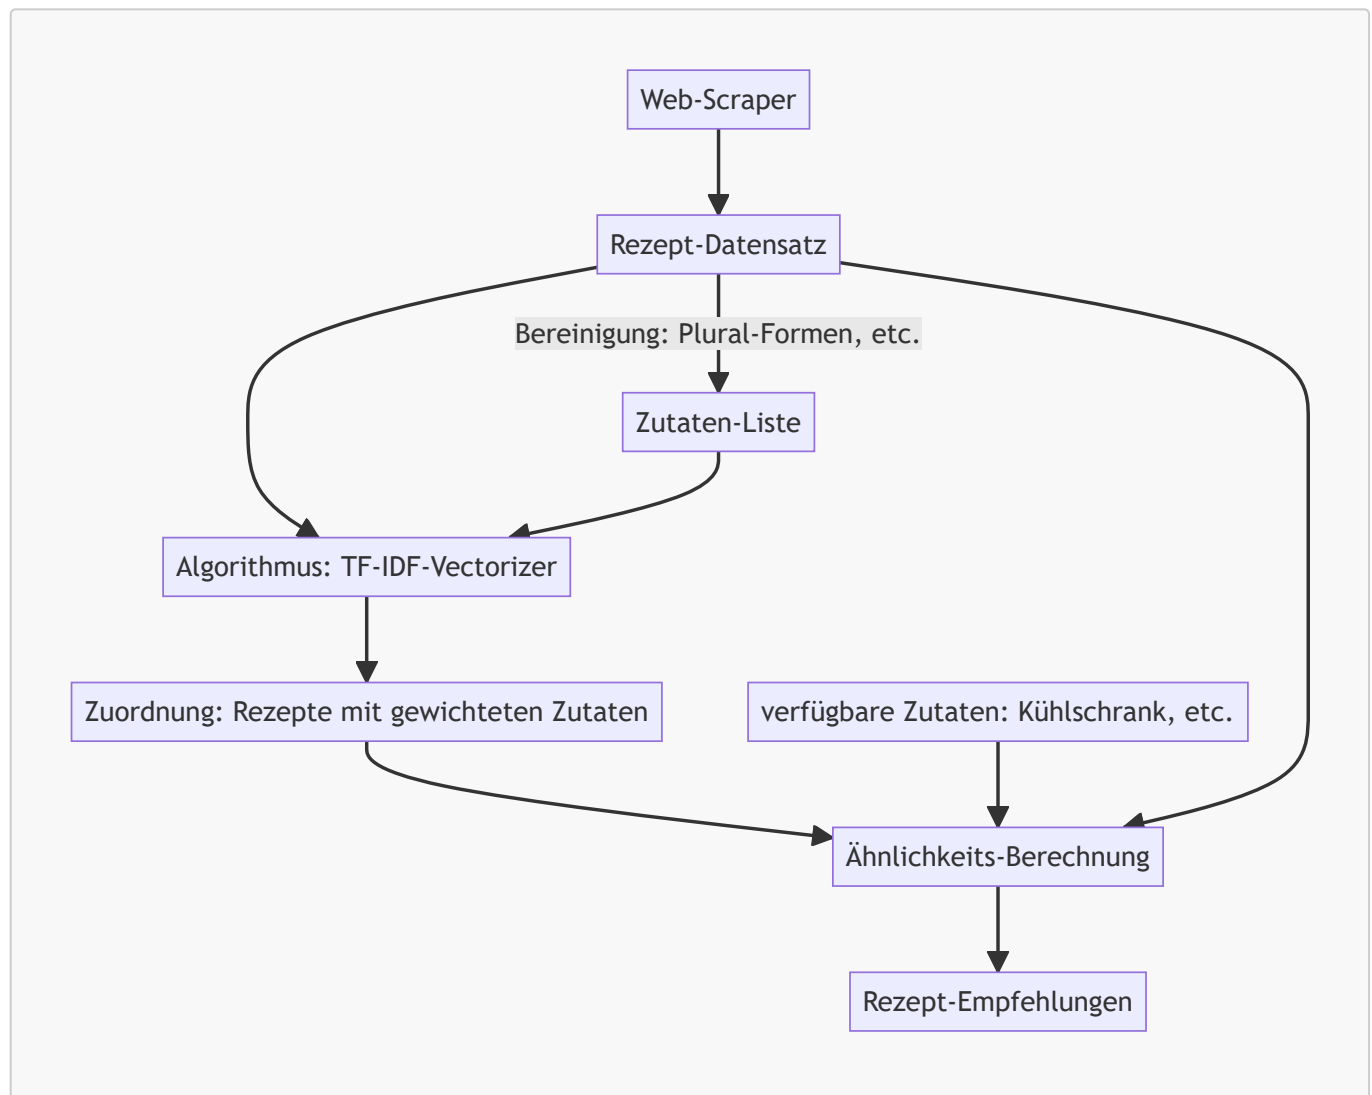 Web-Scraper
Rezept-Datensatz
Bereinigung: Plural-Formen, etc.
Zutaten-Liste
Algorithmus: TF-IDF-Vectorizer
Zuordnung: Rezepte mit gewichteten Zutaten
verfügbare Zutaten: Kühlschrank, etc.
Ähnlichkeits-Berechnung
Rezept-Empfehlungen